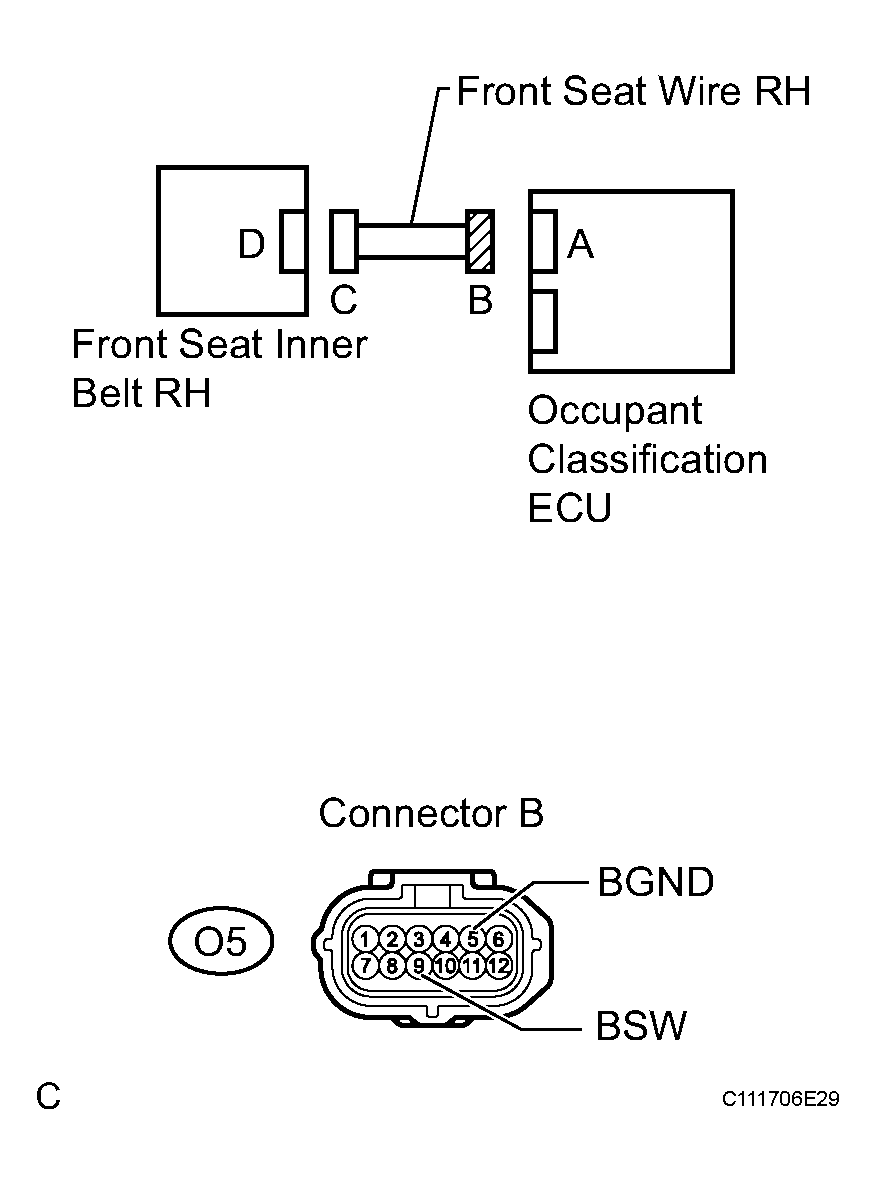 Front Seat Wire RH
D
A
C
B
Front Seat Inner
Belt RH
Occupant
Classification
ECU
Connector B
BGND
O5
1 2 3 4 5 6
7 8 9 10 11 12
BSW
C
C111706E29